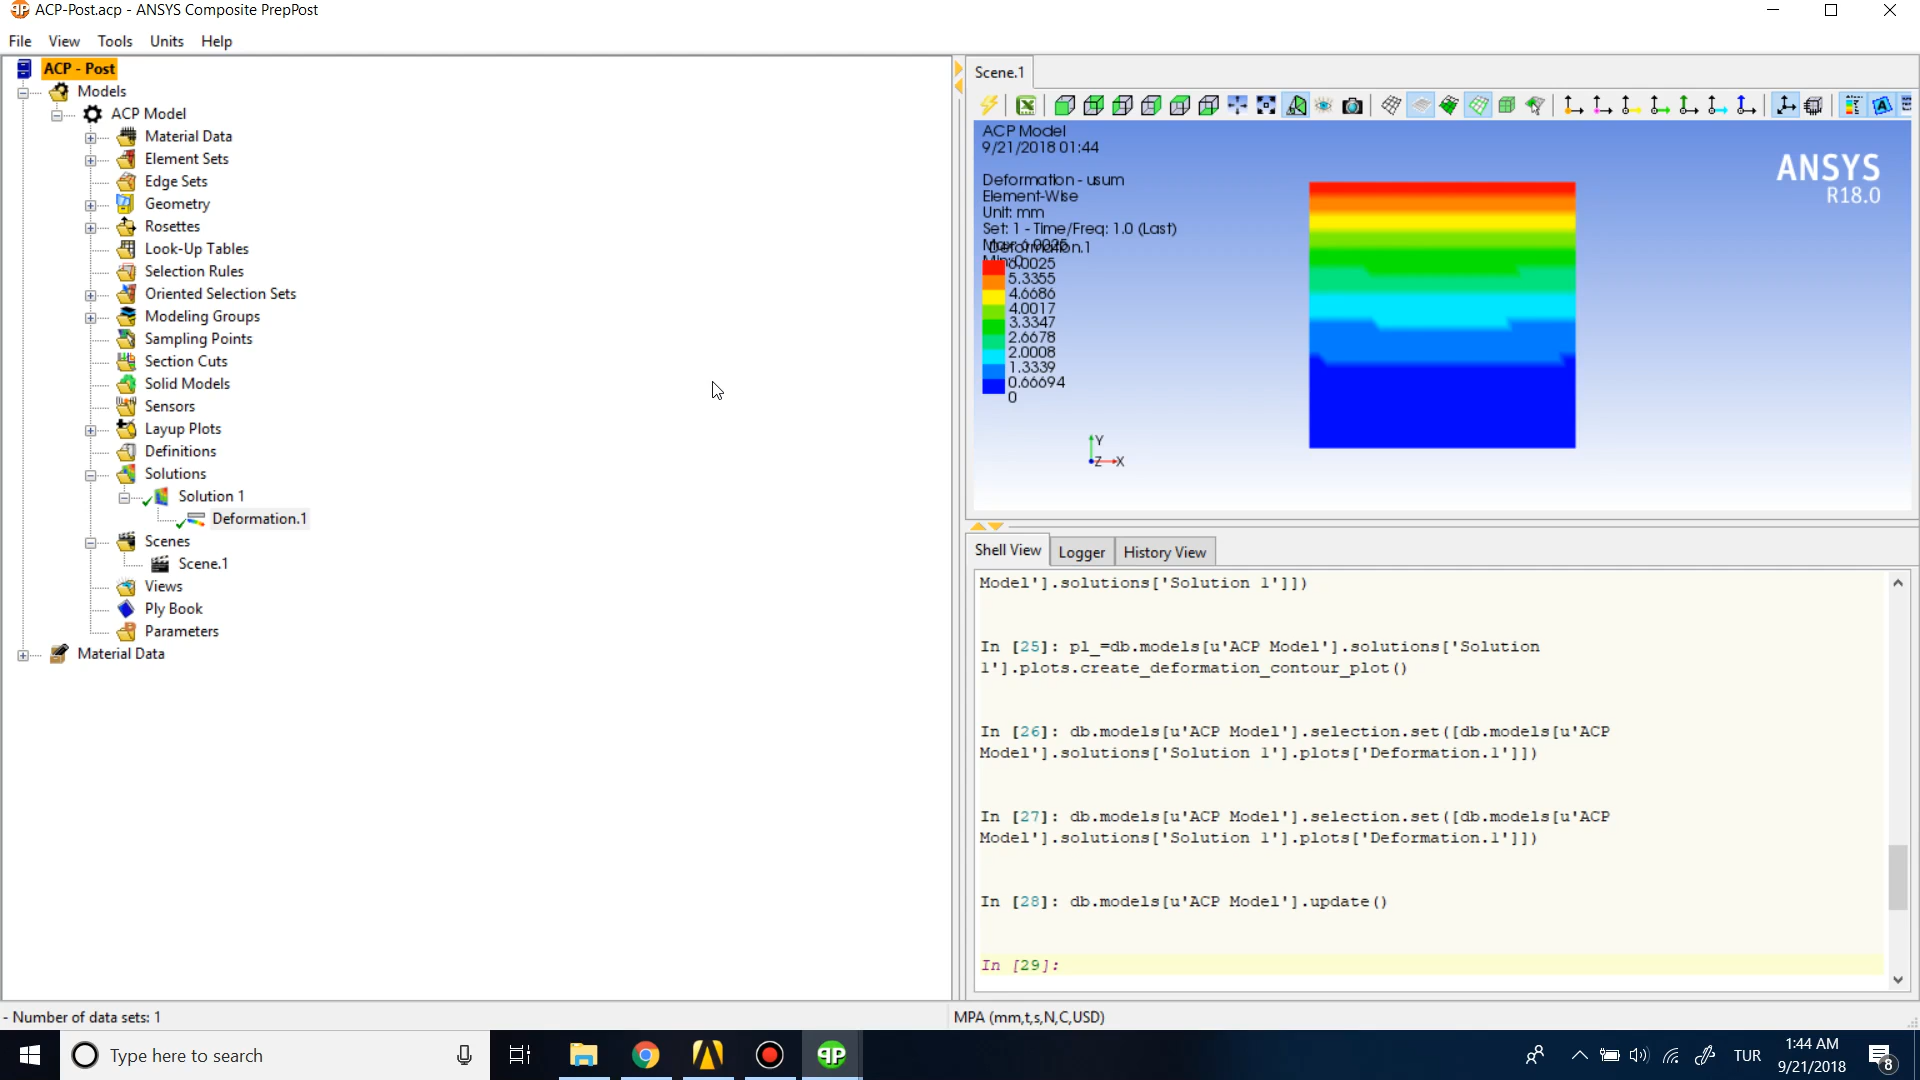 ACP-Post.acp - ANSYS Composite PrepPost
File View Tools Units Help
ACP - Post
Models
ACP Model
Material Data
Element Sets
Edge Sets
Geometry
Rosettes
Look-Up Tables
Selection Rules
Oriented Selection Sets
Modeling Groups
Sampling Points
Section Cuts
Solid Models
Sensors
Layup Plots
Definitions
Solutions
Solution 1
Deformation.1
Scenes
Scene.1
Views
Ply Book
Parameters
Material Data
Scene.1
ACP Model
9/21/2018 01:44
Deformation - usum
Element-Wise
Unit: mm
Set: 1 - Time/Freq: 1.0 (Last)
Max: 6.0025
Deformation.1
Min: 0
6.0025
5.3355
4.6686
4.0017
3.3347
2.6678
2.0008
1.3339
0.66694
0
Y
Z X
ANSYS
R18.0
Shell View Logger History View
Model'].solutions['Solution 1']])
In [25]: pl_=db.models[u'ACP Model'].solutions['Solution
1'].plots.create_deformation_contour_plot()
In [26]: db.models[u'ACP Model'].selection.set([db.models[u'ACP
Model'].solutions['Solution 1'].plots['Deformation.1']])
In [27]: db.models[u'ACP Model'].selection.set([db.models[u'ACP
Model'].solutions['Solution 1'].plots['Deformation.1']])
In [28]: db.models[u'ACP Model'].update()
In [29]:
- Number of data sets: 1
MPA (mm,t,s,N,C,USD)
Type here to search
TUR
1:44 AM
9/21/2018
8